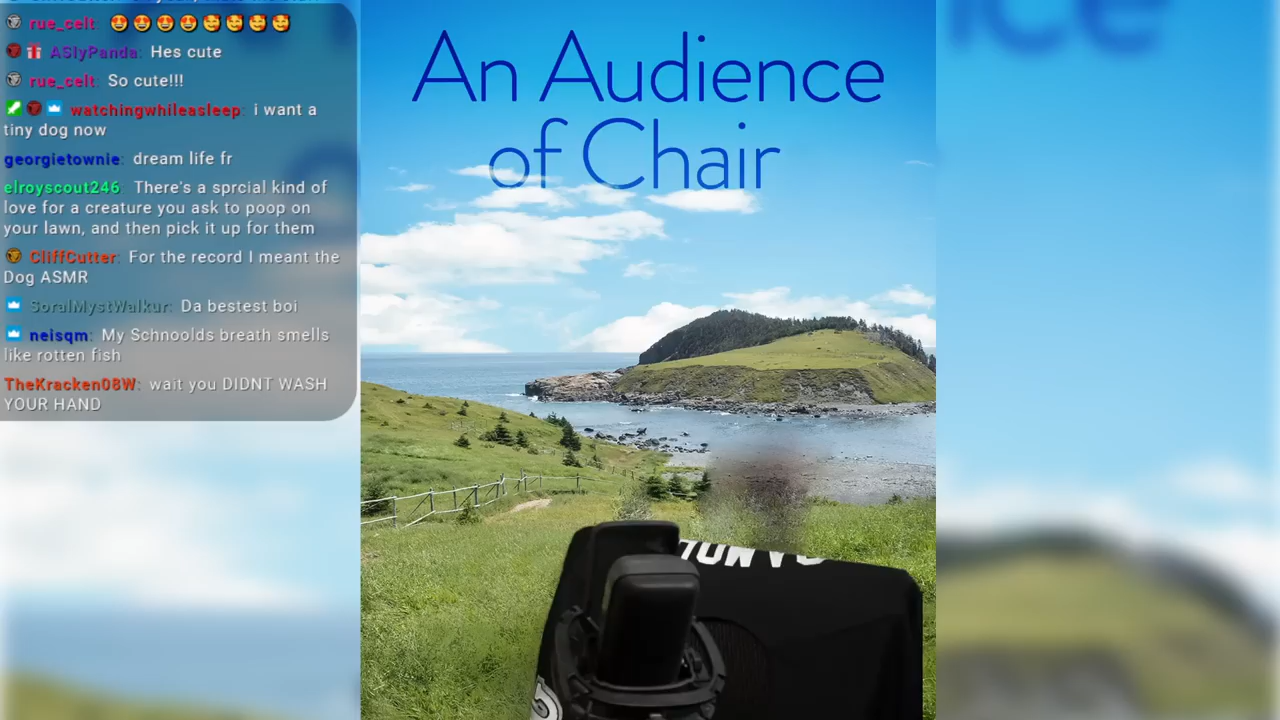 rue_celt: 😍😍😍😍🥰🥰🥰🥰
ASlyPanda: Hes cute
rue_celt: So cute!!!
watchingwhileasleep: i want a
tiny dog now
georgietownie: dream life fr
elroyscout246: There's a sprcial kind of
love for a creature you ask to poop on
your lawn, and then pick it up for them
CliffCutter: For the record I meant the
Dog ASMR
SoralMystWalkur: Da bestest boi
neisqm: My Schnoolds breath smells
like rotten fish
TheKracken08W: wait you DIDNT WASH
YOUR HAND
An Audience
of Chair